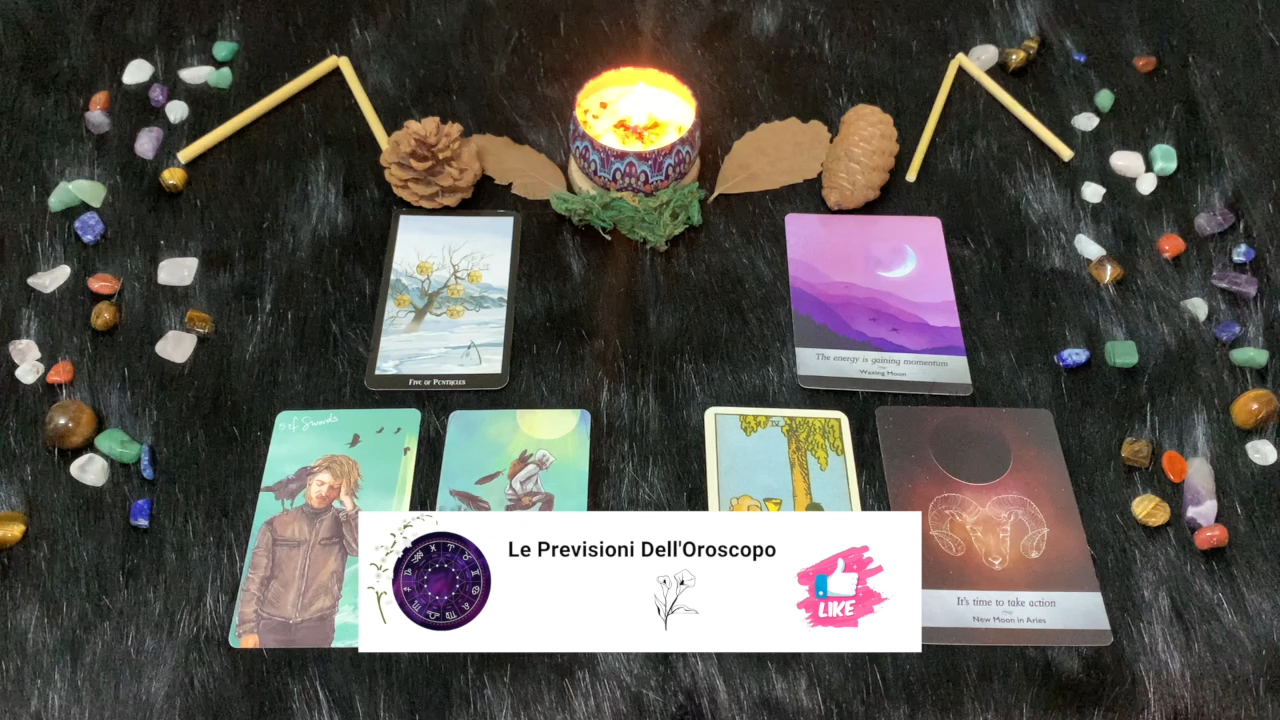 Five of Pentacles
The energy is gaining momentum
Waxing Moon
5 of Swords
IV
Le Previsioni Dell'Oroscopo
LIKE
It's time to take action
New Moon in Aries